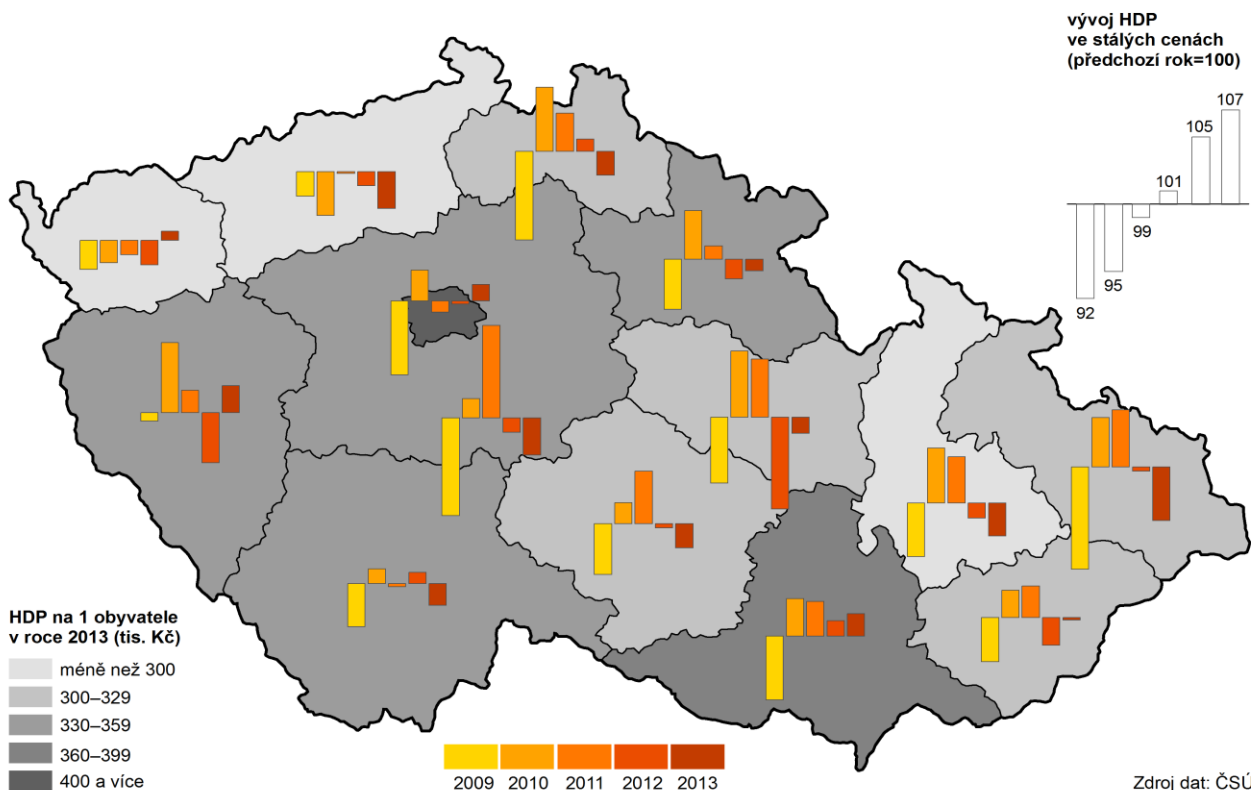 vývoj HDP
ve stálých cenách
(předchozí rok=100)
107
105
101
99
95
92
HDP na 1 obyvatele
v roce 2013 (tis. Kč)
méně než 300
300–329
330–359
360–399
400 a více
2009 2010 2011 2012 2013
Zdroj dat: ČSÚ